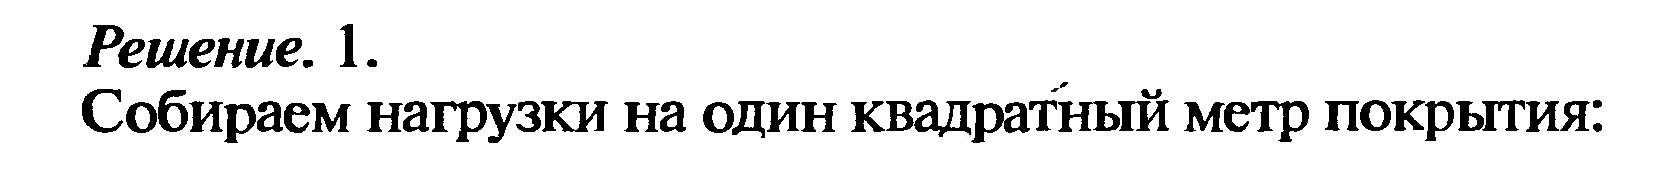 Решение. 1.
Собираем нагрузки на один квадратный метр покрытия: